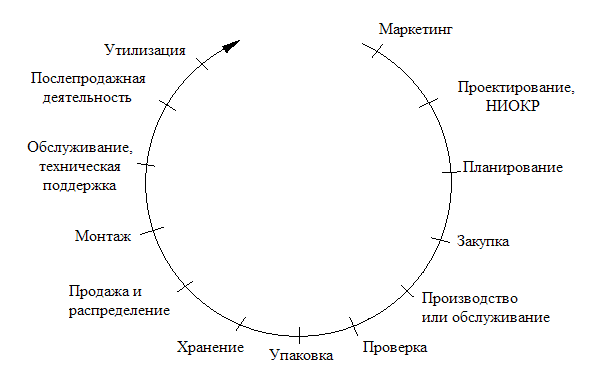 Маркетинг
Проектирование,
НИОКР
Планирование
Закупка
Производство
или обслуживание
Проверка
Упаковка
Хранение
Продажа и
распределение
Монтаж
Обслуживание,
техническая
поддержка
Послепродажная
деятельность
Утилизация